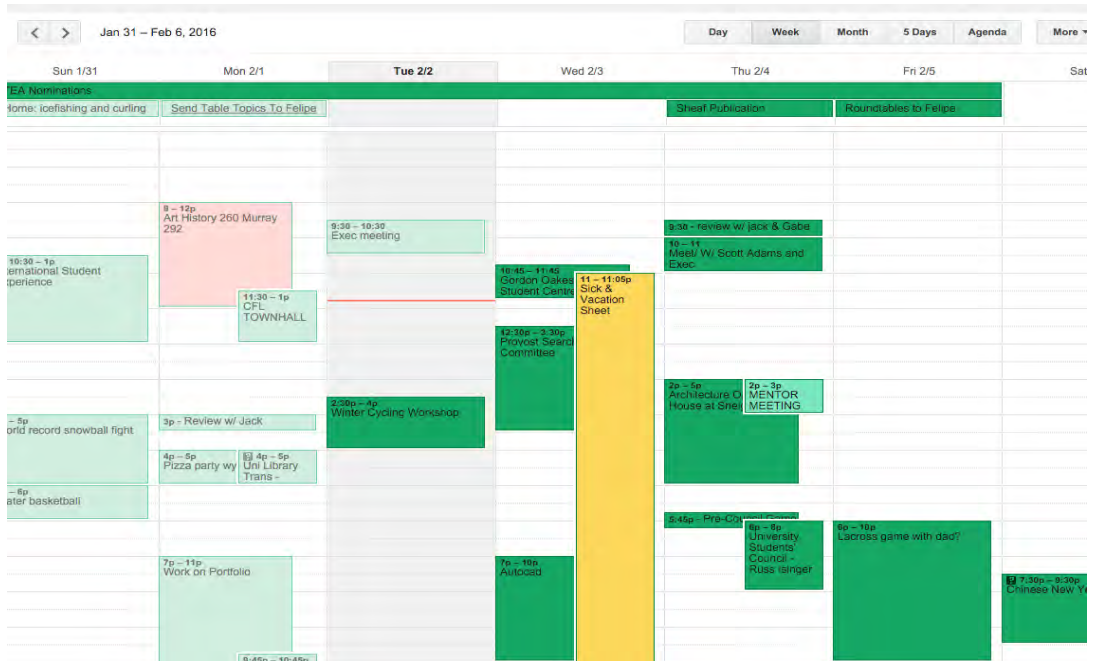 Jan 31 – Feb 6, 2016
Day Week Month 5 Days Agenda More
Sun 1/31 Mon 2/1 Tue 2/2 Wed 2/3 Thu 2/4 Fri 2/5 Sat
TEA Nominations
Home: icefishing and curling
Send Table Topics To Felipe
Sheaf Publication
Roundtables to Felipe
10:30 – 1p
ternational Student
xperience
– 5p
orld record snowball fight
– 6p
ater basketball
8 – 12p
Art History 260 Murray
292
11:30 – 1p
CFL
TOWNHALL
3p - Review w/ Jack
4p – 5p
Pizza party wy
4p – 5p
Uni Library
Trans -
7p – 11p
Work on Portfolio
9:45p – 10:45p
9:30 – 10:30
Exec meeting
2:30p – 4p
Winter Cycling Workshop
10:45 – 11:45
Gordon Oakes
Student Centre
11 – 11:05p
Sick &
Vacation
Sheet
12:30p – 3:30p
Provost Search
Committee
7p – 10p
Autocad
9:30 - review w/ jack & Gabe
10 – 11
Meet/ W/ Scott Adams and
Exec
2p – 5p
Architecture O
House at Snel
2p – 3p
MENTOR
MEETING
5:45p - Pre-Council Game
6p – 8p
University
Students'
Council -
Russ Isinger
6p – 10p
Lacross game with dad?
7:30p – 9:30p
Chinese New Ye